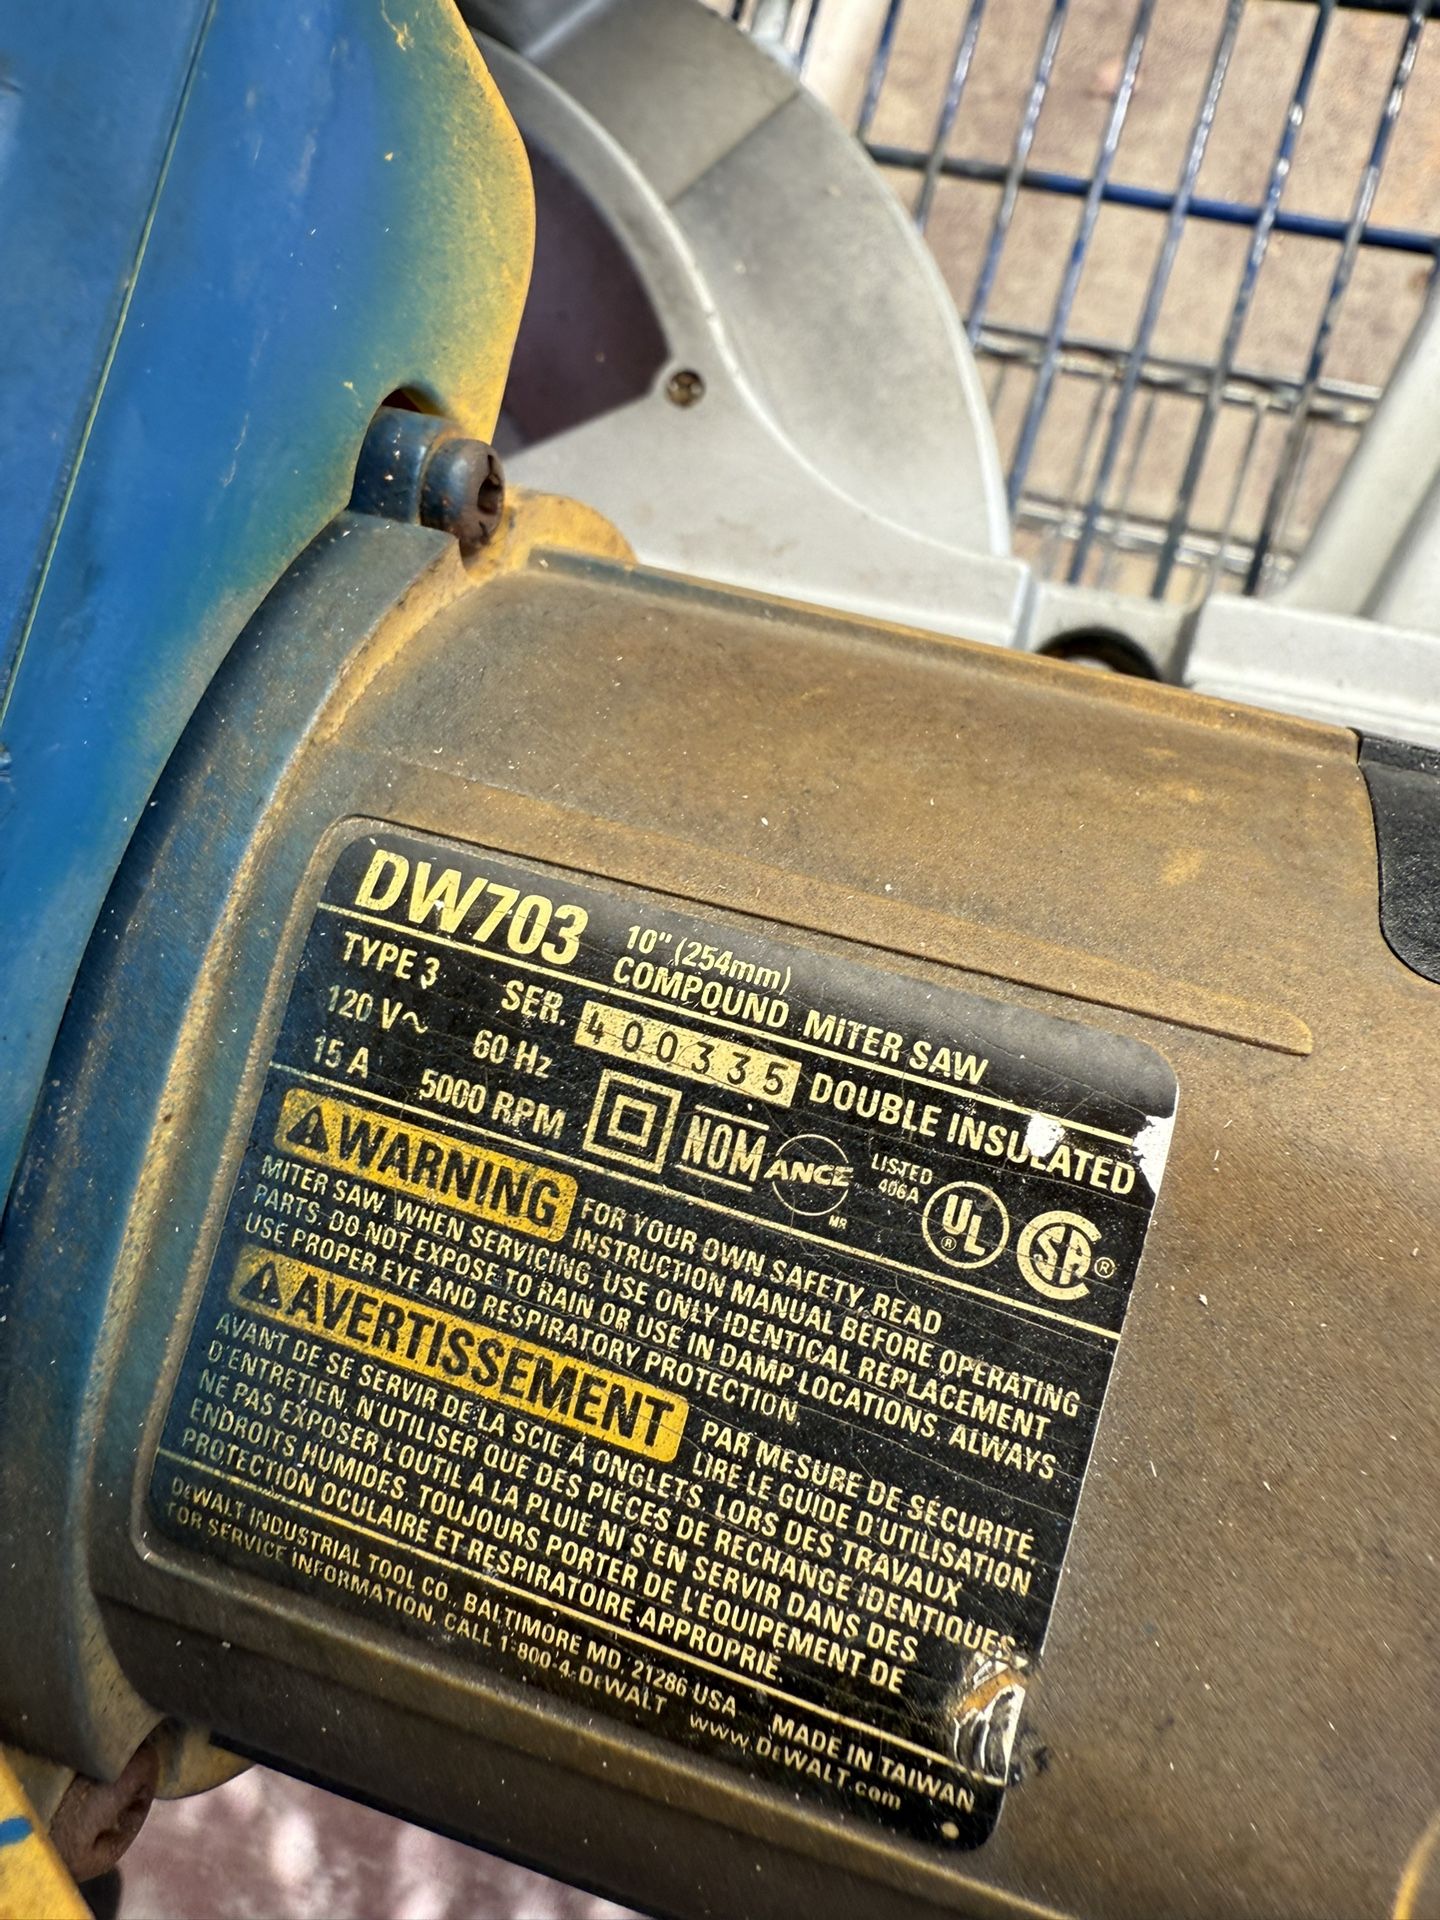 DW703 10" (254mm)
COMPOUND MITER SAW
TYPE 3 SER. 400335 DOUBLE INSULATED
120 V~ 60 Hz
15 A 5000 RPM NOM ANCE MR LISTED 406A UL ® SA ®
WARNING FOR YOUR OWN SAFETY, READ
INSTRUCTION MANUAL BEFORE OPERATING
MITER SAW. WHEN SERVICING, USE ONLY IDENTICAL REPLACEMENT
PARTS. DO NOT EXPOSE TO RAIN OR USE IN DAMP LOCATIONS. ALWAYS
USE PROPER EYE AND RESPIRATORY PROTECTION.
AVERTISSEMENT PAR MESURE DE SÉCURITÉ,
LIRE LE GUIDE D'UTILISATION
AVANT DE SE SERVIR DE LA SCIE À ONGLETS. LORS DES TRAVAUX
D'ENTRETIEN, N'UTILISER QUE DES PIÈCES DE RECHANGE IDENTIQUES.
NE PAS EXPOSER L'OUTIL À LA PLUIE NI S'EN SERVIR DANS DES
ENDROITS HUMIDES. TOUJOURS PORTER DE L'ÉQUIPEMENT DE
PROTECTION OCULAIRE ET RESPIRATOIRE APPROPRIÉ.
DEWALT INDUSTRIAL TOOL CO., BALTIMORE MD, 21286 USA MADE IN TAIWAN
FOR SERVICE INFORMATION, CALL 1-800-4-DEWALT www.DEWALT.com